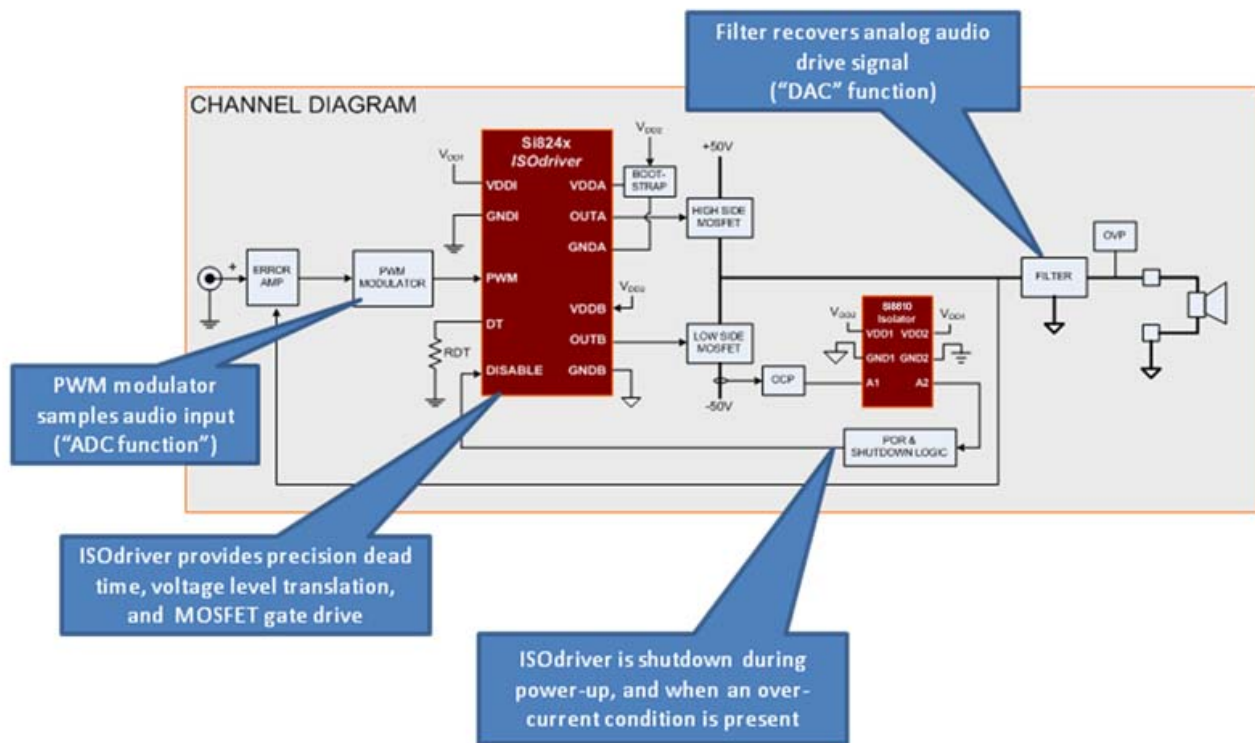 Filter recovers analog audio
drive signal
("DAC" function)
CHANNEL DIAGRAM
Si824x
ISOdriver
VDD1
VDDI
GNDI
PWM
DT
DISABLE
VDDA
OUTA
GNDA
VDDB
OUTB
GNDB
VDD2
BOOT-
STRAP
VDD2
+50V
HIGH SIDE
MOSFET
LOW SIDE
MOSFET
-50V
+
ERROR
AMP
PWM
MODULATOR
RDT
OCP
Si8610
Isolator
VDD2
VDD1
VDD2
VDD1
GND1
GND2
A1
A2
POR &
SHUTDOWN LOGIC
FILTER
OVP
PWM modulator
samples audio input
("ADC function")
ISOdriver provides precision dead
time, voltage level translation,
and MOSFET gate drive
ISOdriver is shutdown during
power-up, and when an over-
current condition is present